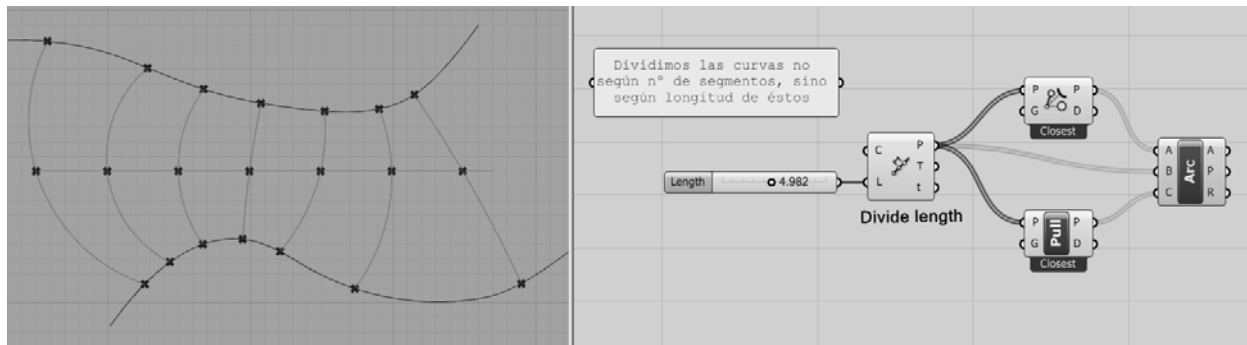 Dividimos las curvas no
según nº de segmentos, sino
según longitud de éstos
Length
4.982
C
L
P
T
t
Divide length
P
G
P
D
Closest
P
G
Pull
P
D
Closest
A
B
C
Arc
A
P
R